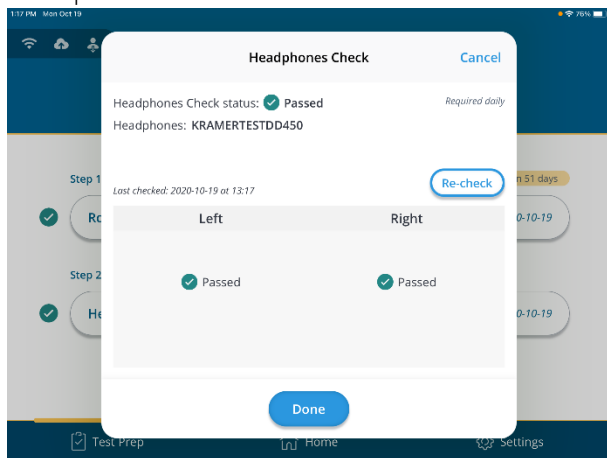 1:17 PM Mon Oct 19
76%
Headphones Check
Cancel
Headphones Check status: Passed
Required daily
Headphones: KRAMERTESTDD450
Last checked: 2020-10-19 at 13:17
Re-check
Left Right
Passed Passed
Step 1
n 51 days
0-10-19
Step 2
He
0-10-19
Done
Test Prep Home Settings